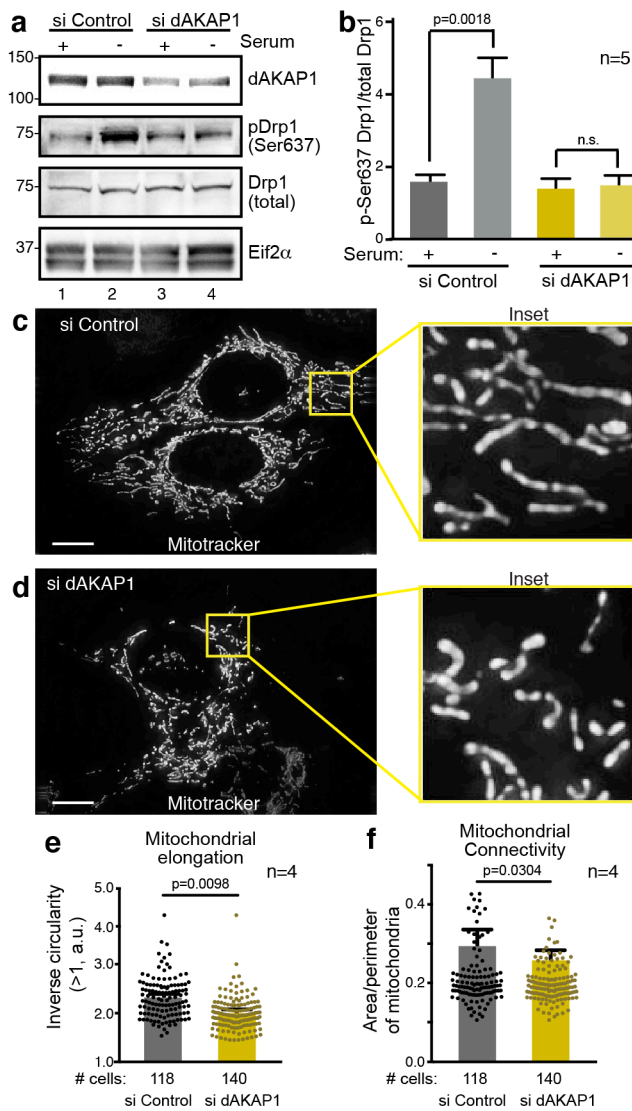 a
si Control si dAKAP1
+ - + - Serum
150
100
dAKAP1
75
pDrp1
(Ser637)
75
Drp1
(total)
37
Eif2α
1 2 3 4
b
p-Ser637 Drp1/total Drp1
6
4
2
0
p=0.0018
n=5
n.s.
Serum: + - + -
si Control si dAKAP1
c
si Control
Mitotracker
Inset
d
si dAKAP1
Mitotracker
Inset
e
Mitochondrial
elongation
p=0.0098
n=4
Inverse circularity
(>1, a.u.)
5.0
4.0
3.0
2.0
1.0
# cells: 118 140
si Control si dAKAP1
f
Mitochondrial
Connectivity
p=0.0304
n=4
Area/perimeter
of mitochondria
0.4
0.2
0.0
# cells: 118 140
si Control si dAKAP1